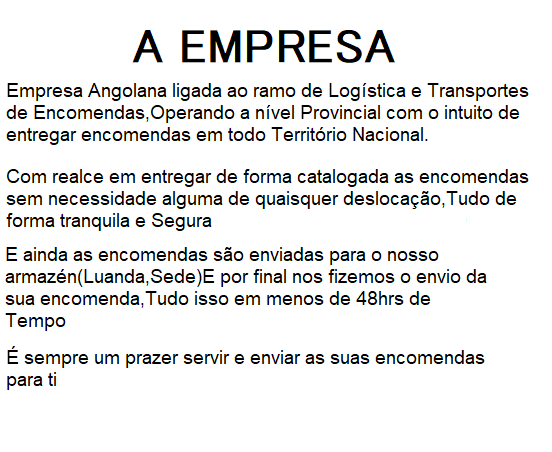 A EMPRESA
Empresa Angolana ligada ao ramo de Logística e Transportes
de Encomendas,Operando a nível Provincial com o intuito de
entregar encomendas em todo Território Nacional.
Com realce em entregar de forma catalogada as encomendas
sem necessidade alguma de quaisquer deslocação,Tudo de
forma tranquila e Segura
E ainda as encomendas são enviadas para o nosso
armazén(Luanda,Sede)E por final nos fizemos o envio da
sua encomenda,Tudo isso em menos de 48hrs de
Tempo
É sempre um prazer servir e enviar as suas encomendas
para ti